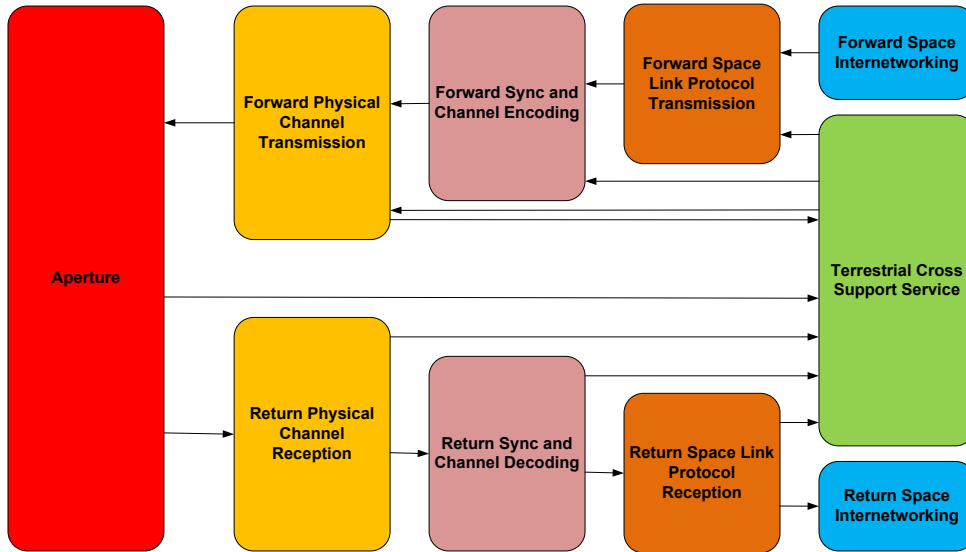 Aperture
Forward Physical
Channel
Transmission
Forward Sync and
Channel Encoding
Forward Space
Link Protocol
Transmission
Forward Space
Internetworking
Terrestrial Cross
Support Service
Return Physical
Channel
Reception
Return Sync and
Channel Decoding
Return Space Link
Protocol
Reception
Return Space
Internetworking